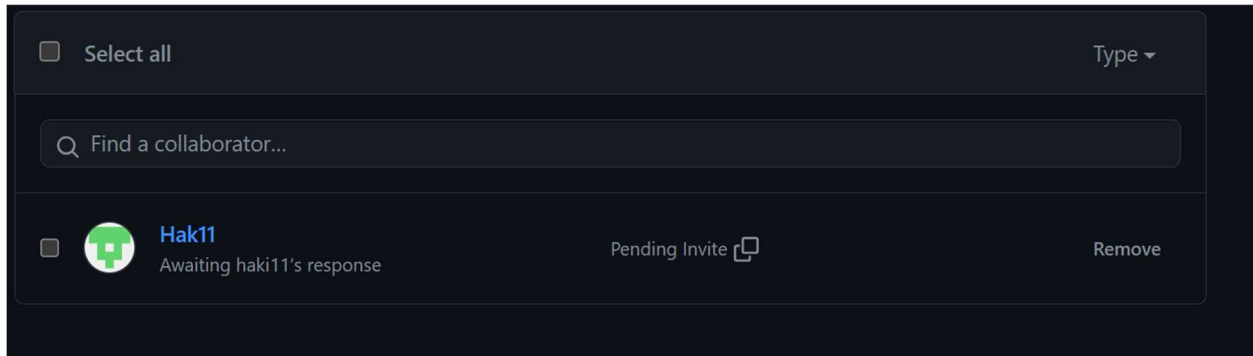 Select all
Type
Find a collaborator...
Hak11
Awaiting haki11's response
Pending Invite
Remove